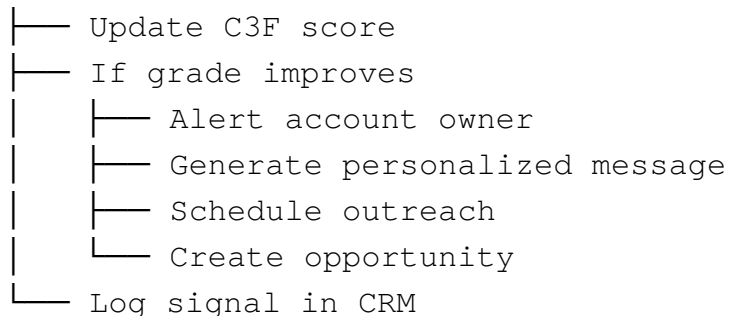 ├── Update C3F score
├── If grade improves
│   ├── Alert account owner
│   ├── Generate personalized message
│   ├── Schedule outreach
│   └── Create opportunity
└── Log signal in CRM